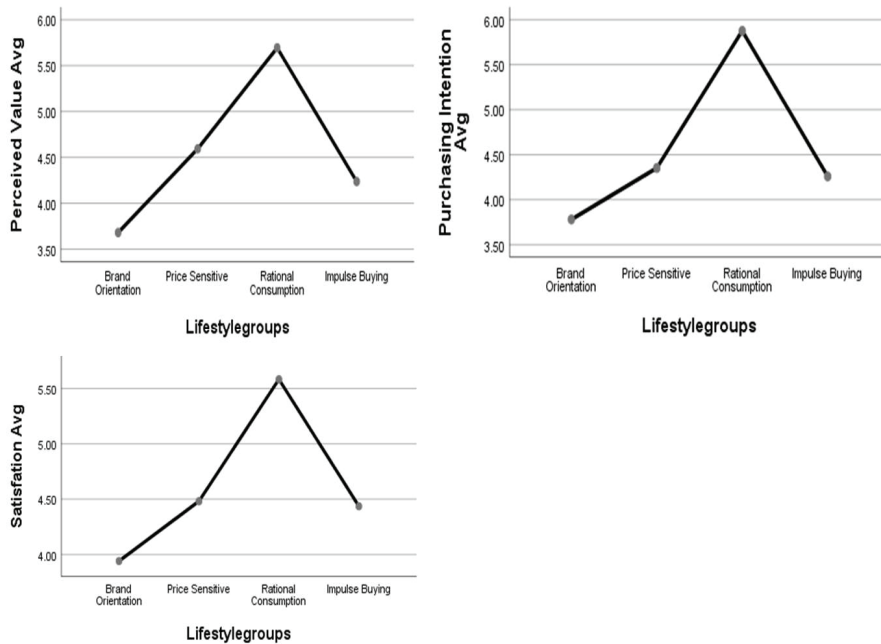 Perceived Value Avg
6.00
5.50
5.00
4.50
4.00
3.50
Brand
Orientation
Price Sensitive
Rational
Consumption
Impulse Buying
Lifestylegroups
Purchasing Intention
Avg
6.00
5.50
5.00
4.50
4.00
3.50
Brand
Orientation
Price Sensitive
Rational
Consumption
Impulse Buying
Lifestylegroups
Satisfation Avg
5.50
5.00
4.50
4.00
Brand
Orientation
Price Sensitive
Rational
Consumption
Impulse Buying
Lifestylegroups